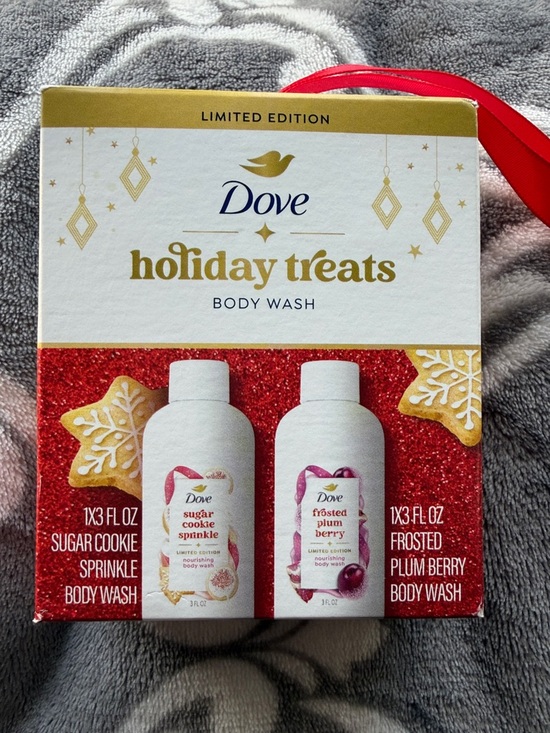 LIMITED EDITION
Dove
holiday treats
BODY WASH
1X3 FL OZ
SUGAR COOKIE
SPRINKLE
BODY WASH
Dove
sugar
cookie
sprinkle
LIMITED EDITION
nourishing
body wash
3 FL OZ
Dove
frosted
plum
berry
LIMITED EDITION
nourishing
body wash
3 FL OZ
1X3 FL OZ
FROSTED
PLUM BERRY
BODY WASH